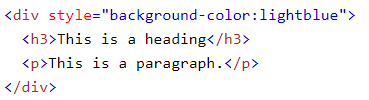 <div style="background-color:lightblue">
  <h3>This is a heading</h3>
  <p>This is a paragraph.</p>
</div>